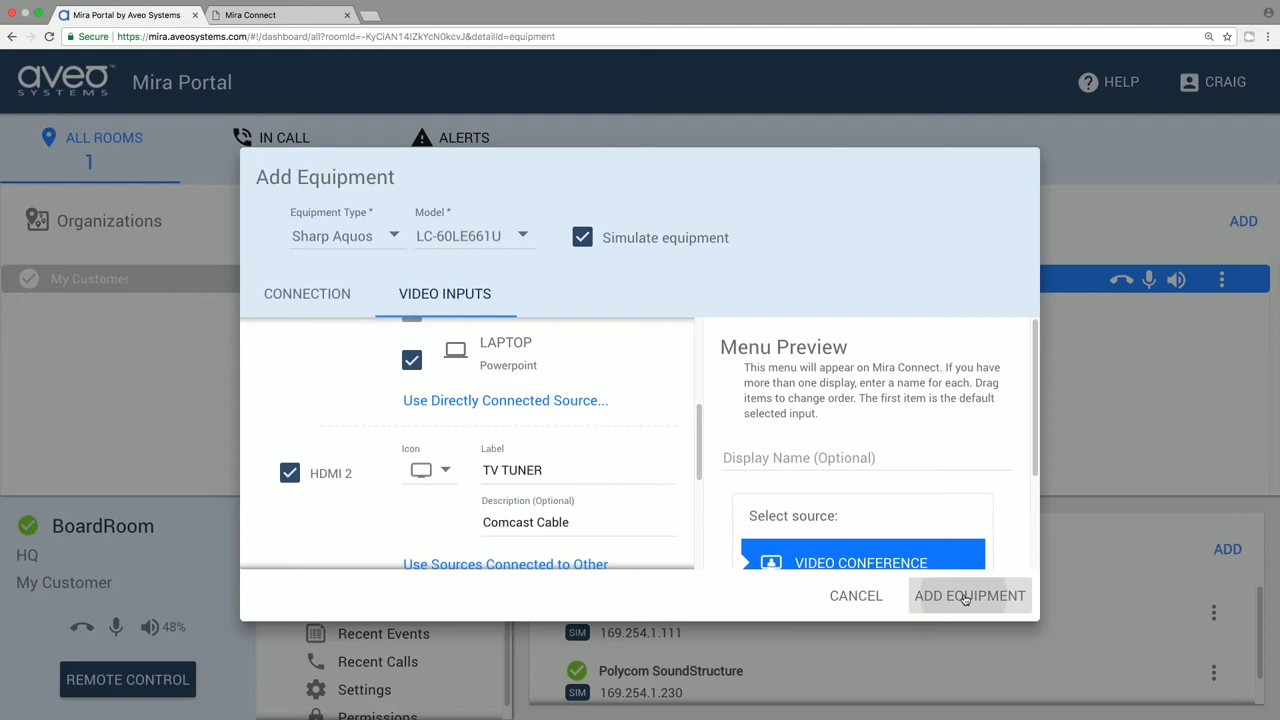 Mira Portal by Aveo Systems
Mira Connect
Secure
https://mira.aveosystems.com/#!/dashboard/all?roomId=-KyCiAN14IZkYcN0kcvJ&detailId=equipment
aveo
SYSTEMS
Mira Portal
HELP
CRAIG
ALL ROOMS
1
IN CALL
ALERTS
Organizations
ADD
My Customer
Add Equipment
Equipment Type *
Sharp Aquos
Model *
LC-60LE661U
Simulate equipment
CONNECTION
VIDEO INPUTS
LAPTOP
Powerpoint
Use Directly Connected Source...
HDMI 2
Icon
Label
TV TUNER
Description (Optional)
Comcast Cable
Use Sources Connected to Other
Menu Preview
This menu will appear on Mira Connect. If you have
more than one display, enter a name for each. Drag
items to change order. The first item is the default
selected input.
Display Name (Optional)
Select source:
VIDEO CONFERENCE
CANCEL
ADD EQUIPMENT
BoardRoom
HQ
My Customer
48%
REMOTE CONTROL
Recent Events
Recent Calls
Settings
Permissions
ADD
SIM
169.254.1.111
Polycom SoundStructure
SIM
169.254.1.230